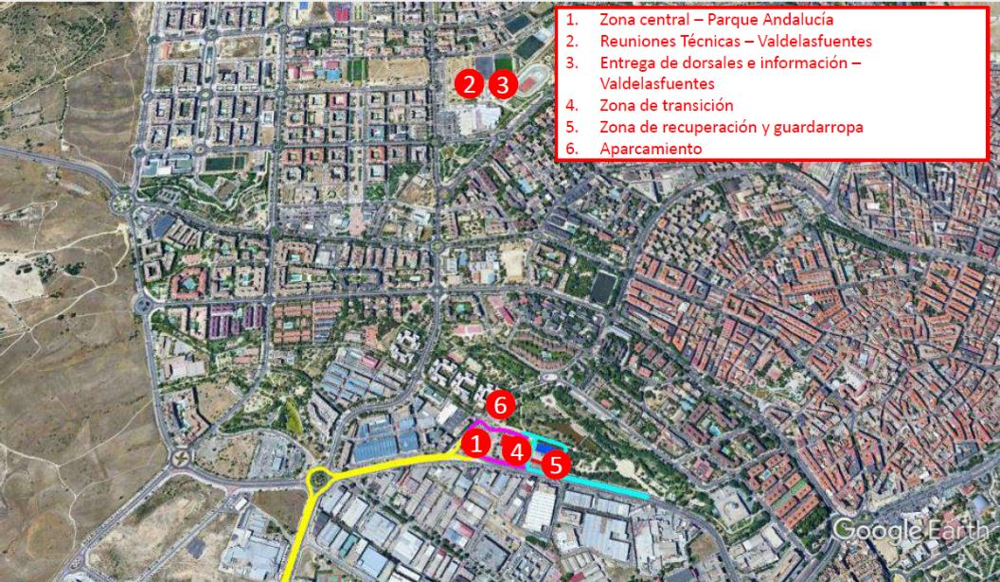 1. Zona central – Parque Andalucía
2. Reuniones Técnicas – Valdelasfuentes
3. Entrega de dorsales e información –
Valdelasfuentes
4. Zona de transición
5. Zona de recuperación y guardarropa
6. Aparcamiento
2 3
6
1 4 5
Google Earth